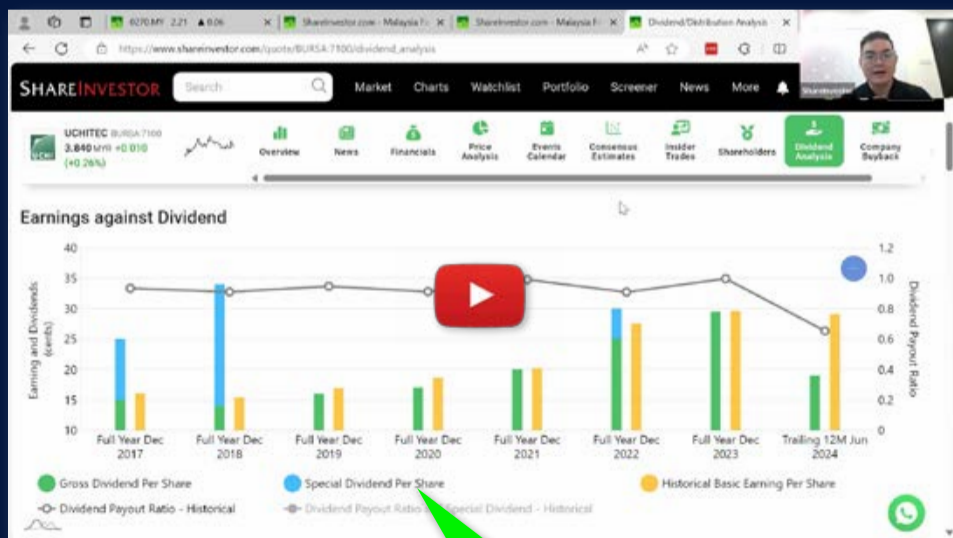 6270.MY 2.21 ▲ 0.06
Shareinvestor.com - Malaysia
Shareinvestor.com - Malaysia
Dividend/Distribution Analysis
https://www.shareinvestor.com/quote/BURSA:7100/dividend_analysis
SHAREINVESTOR
Search
Market Charts Watchlist Portfolio Screener News More
ShareInvestor
UCHITEC BURSA:7100
3.840 MYR +0.010
(+0.26%)
Overview
News
Financials
Price Analysis
Events Calendar
Consensus Estimates
Insider Trades
Shareholders
Dividend Analysis
Company Buyback
Earnings against Dividend
40
35
30
25
20
15
10
Earning and Dividends
(cents)
1.2
1.0
0.8
0.6
0.4
0.2
0
Dividend Payout Ratio
Full Year Dec 2017
Full Year Dec 2018
Full Year Dec 2019
Full Year Dec 2020
Full Year Dec 2021
Full Year Dec 2022
Full Year Dec 2023
Trailing 12M Jun 2024
Gross Dividend Per Share
Special Dividend Per Share
Historical Basic Earning Per Share
Dividend Payout Ratio - Historical
Dividend Payout Ratio Special Dividend - Historical